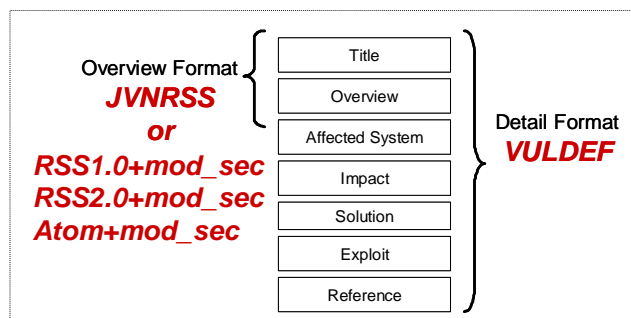 Overview Format
JVNRSS
or
RSS1.0+mod_sec
RSS2.0+mod_sec
Atom+mod_sec
Title
Overview
Affected System
Impact
Solution
Exploit
Reference
Detail Format
VULDEF